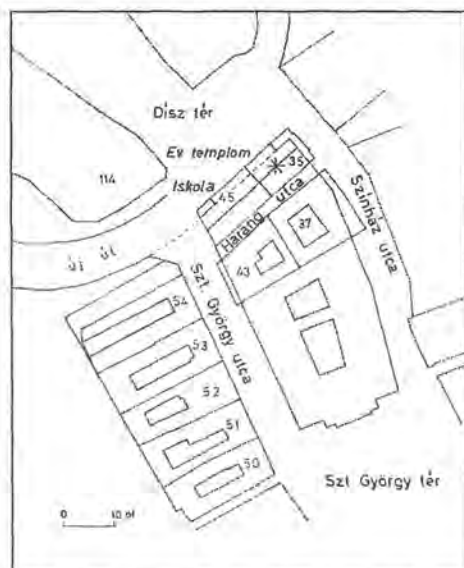 Dísz tér
Ev templom
35
114
Iskola
45
Harang utca
37
Színház utca
43
új út
Szt. György utca
54
53
52
51
50
Szt György tér
0 10 öl